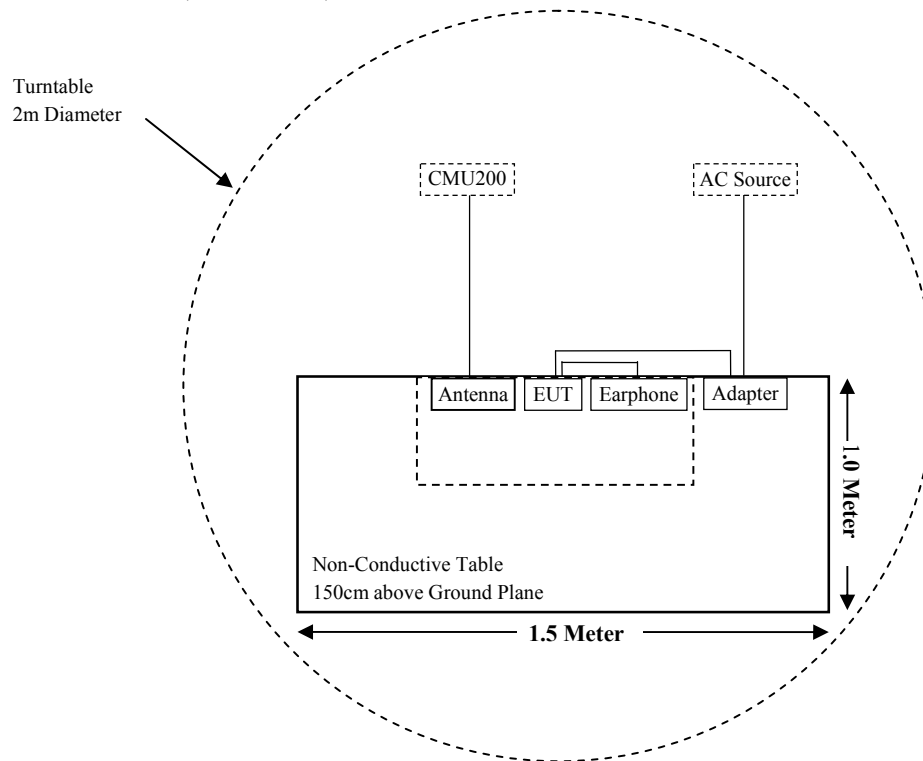 Turntable
2m Diameter
CMU200
AC Source
Antenna
EUT
Earphone
Adapter
1.0 Meter
Non-Conductive Table
150cm above Ground Plane
1.5 Meter